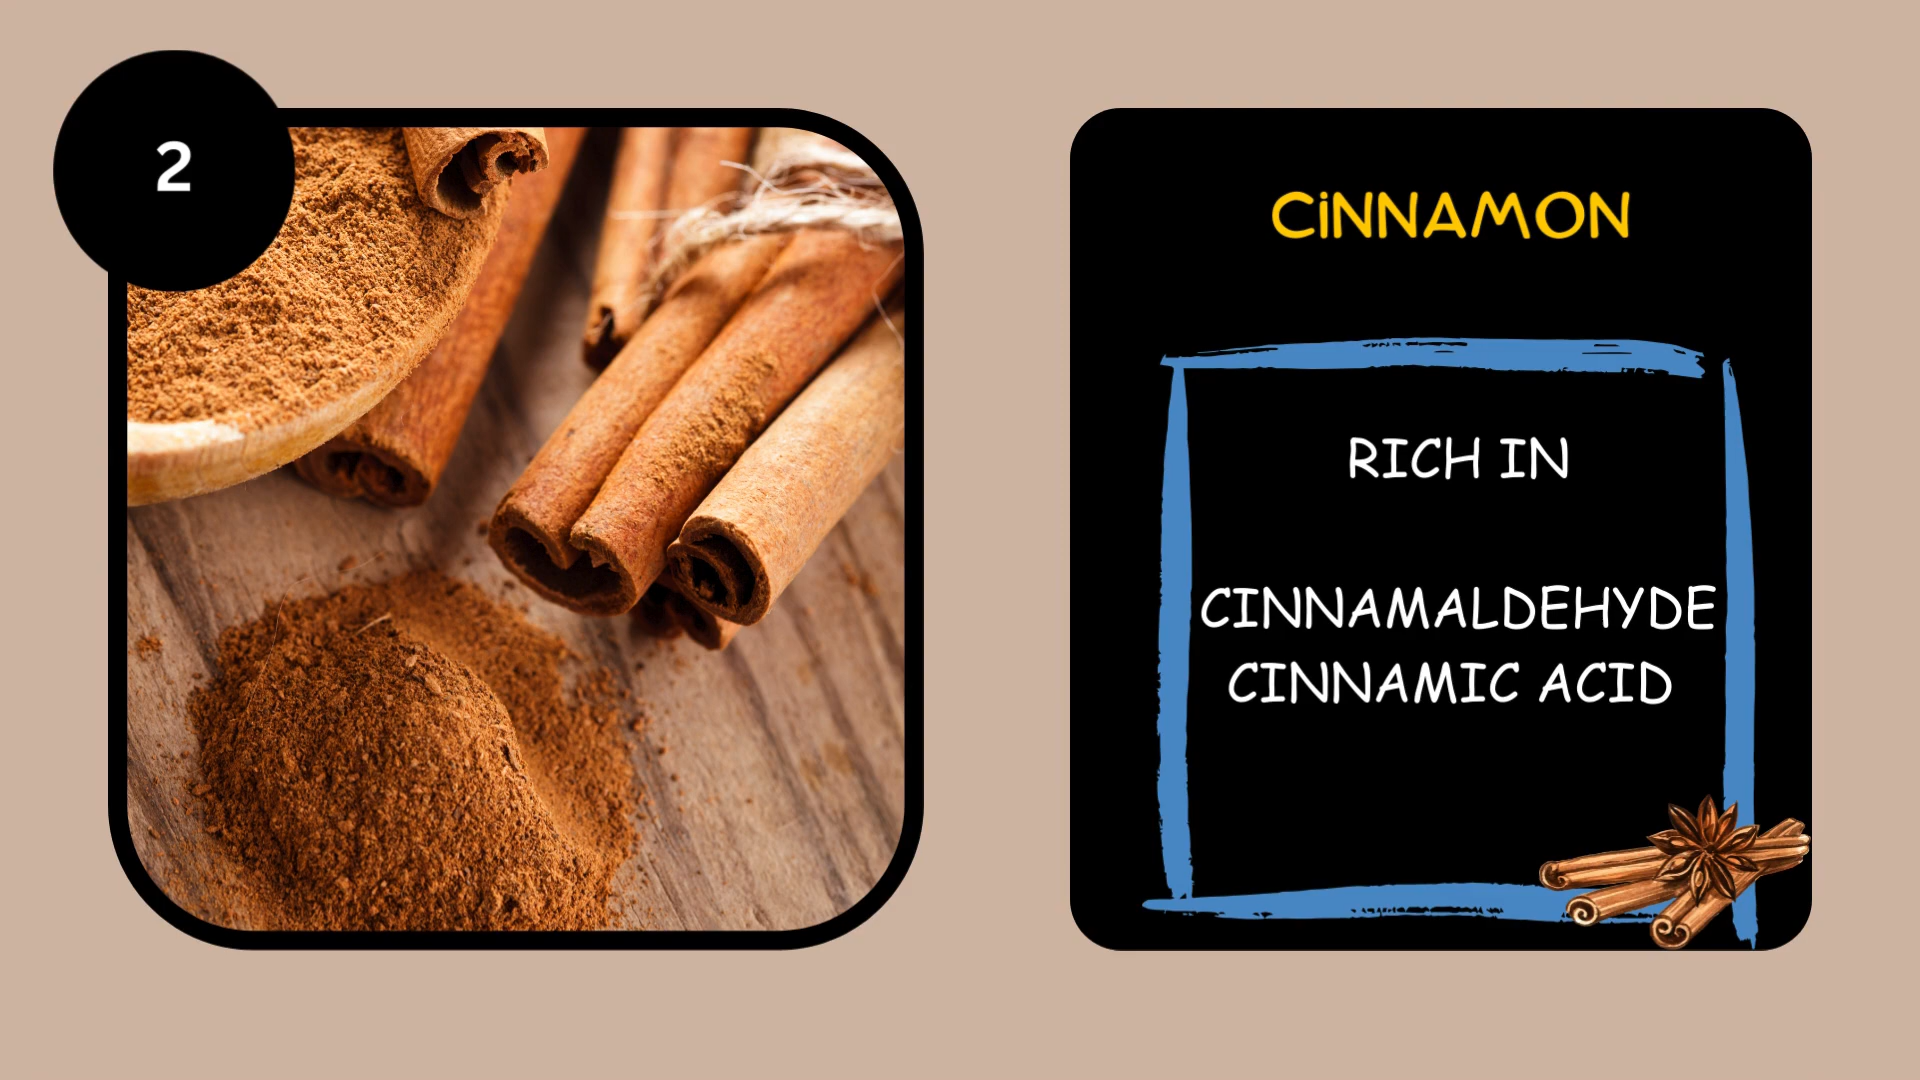 2
CiNNAMON
RICH IN
CINNAMALDEHYDE
CINNAMIC ACID